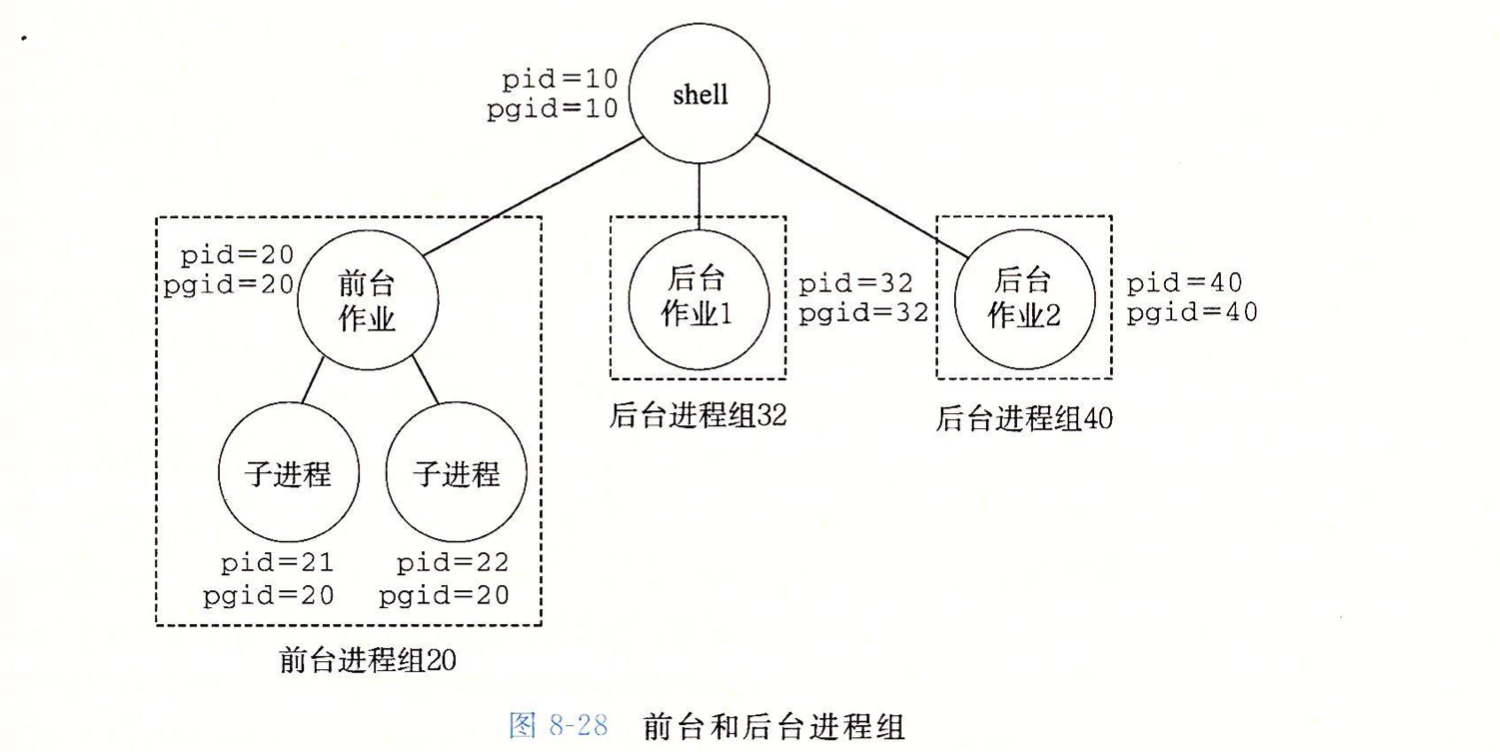 pid=10
pgid=10
shell
pid=20
pgid=20
前台
作业
后台
作业1
pid=32
pgid=32
后台
作业2
pid=40
pgid=40
后台进程组32
后台进程组40
子进程
子进程
pid=21
pgid=20
pid=22
pgid=20
前台进程组20
图 8-28 前台和后台进程组